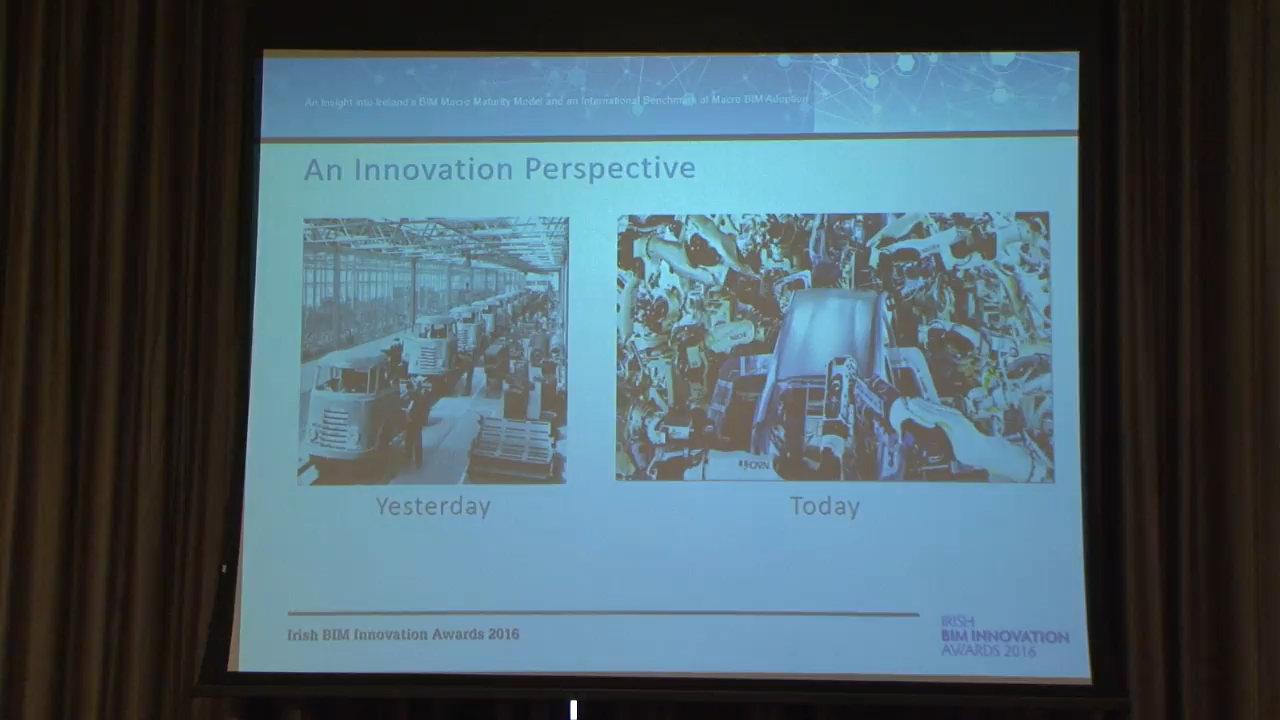 An Insight into Ireland's BIM Macro Maturity Model and an International Benchmark of Macro BIM Adoption
An Innovation Perspective
Yesterday
Today
Irish BIM Innovation Awards 2016
IRISH
BIM INNOVATION
AWARDS 2016